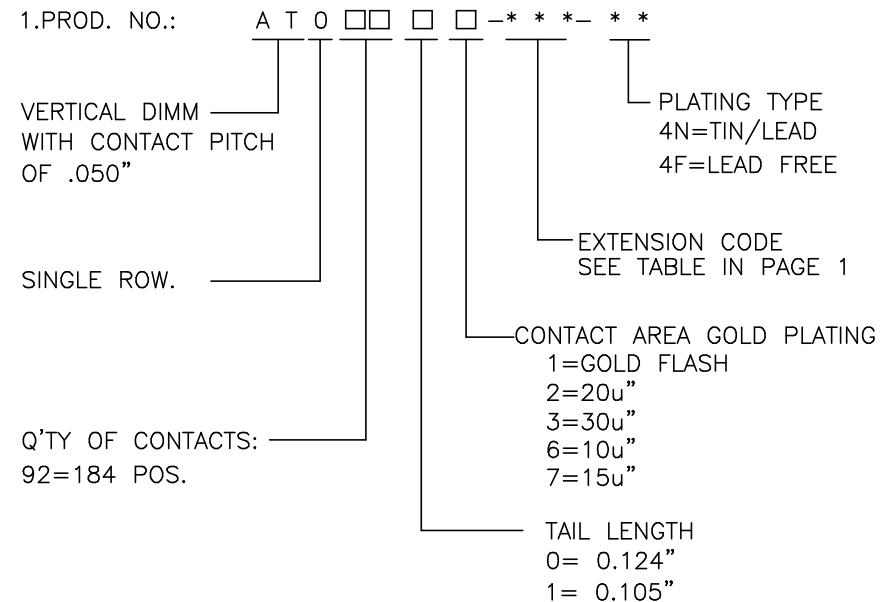 1.PROD. NO.: A T 0 □□ □ □ -***- **
VERTICAL DIMM
WITH CONTACT PITCH
OF .050"
PLATING TYPE
4N=TIN/LEAD
4F=LEAD FREE
EXTENSION CODE
SEE TABLE IN PAGE 1
SINGLE ROW.
CONTACT AREA GOLD PLATING
1=GOLD FLASH
2=20u"
3=30u"
6=10u"
7=15u"
Q'TY OF CONTACTS:
92=184 POS.
TAIL LENGTH
0= 0.124"
1= 0.105"